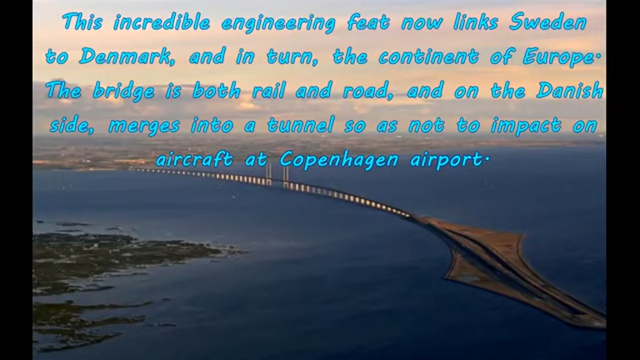 This incredible engineering feat now links Sweden
to Denmark, and in turn, the continent of Europe.
The bridge is both rail and road, and on the Danish
side, merges into a tunnel so as not to impact on
aircraft at Copenhagen airport.